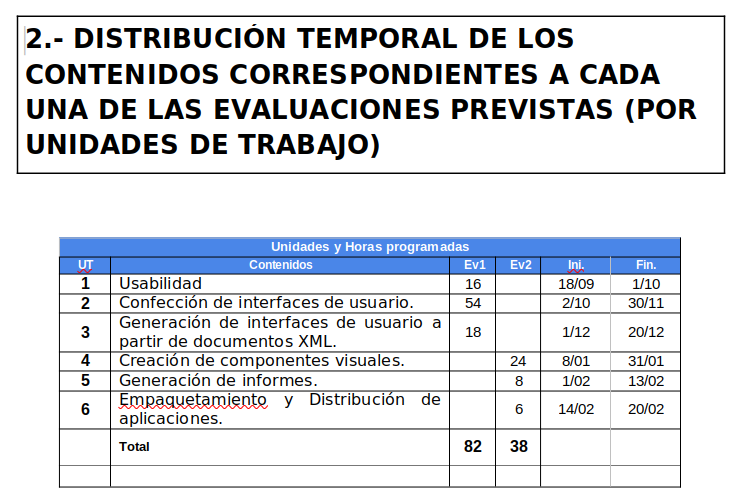 2.- DISTRIBUCIÓN TEMPORAL DE LOS
CONTENIDOS CORRESPONDIENTES A CADA
UNA DE LAS EVALUACIONES PREVISTAS (POR
UNIDADES DE TRABAJO)
Unidades y Horas programadas
UT Contenidos Ev1 Ev2 Ini. Fin.
1 Usabilidad 16 18/09 1/10
2 Confección de interfaces de usuario. 54 2/10 30/11
3 Generación de interfaces de usuario a 18 1/12 20/12
partir de documentos XML.
4 Creación de componentes visuales. 24 8/01 31/01
5 Generación de informes. 8 1/02 13/02
6 Empaquetamiento y Distribución de 6 14/02 20/02
aplicaciones.
Total 82 38